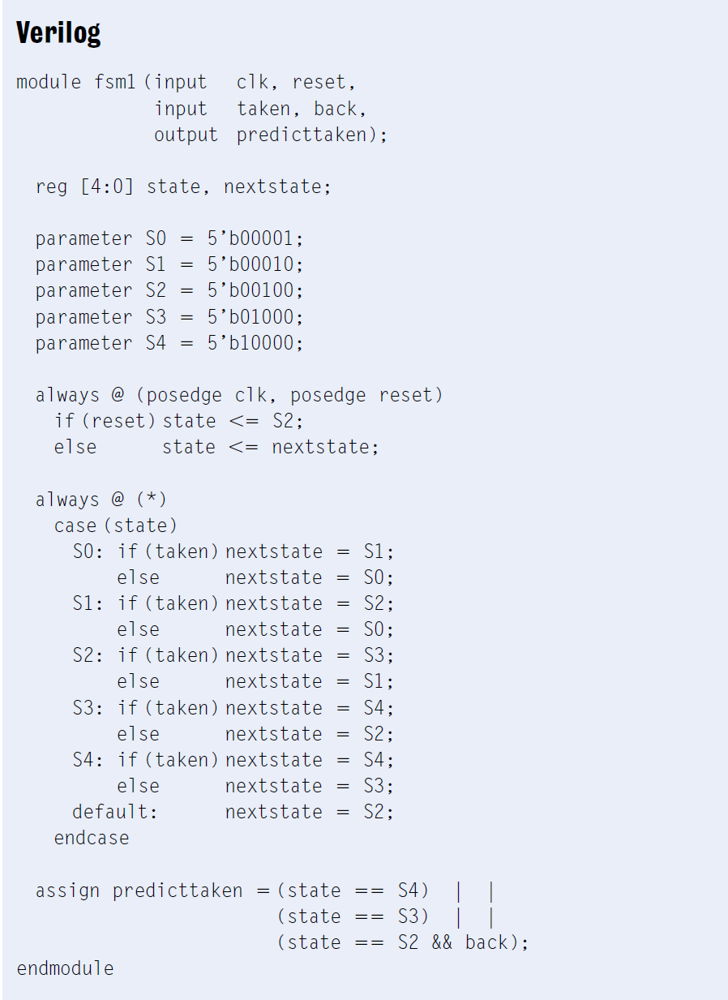 Verilog
module fsm1 (input clk, reset,
input taken, back,
output predicttaken);
reg [4:0] state, nextstate;
parameter S0 = 5’b00001;
parameter S1 = 5’b00010;
parameter S2 = 5’b00100;
parameter S3 = 5’b01000;
parameter S4 = 5’b10000;
always @ (posedge clk, posedge reset)
if (reset) state <= S2;
else state <= nextstate;
always @ (*)
case (state)
S0: if (taken) nextstate = S1;
else nextstate = S0;
S1: if (taken) nextstate = S2;
else nextstate = S0;
S2: if (taken) nextstate = S3;
else nextstate = S1;
S3: if (taken) nextstate = S4;
else nextstate = S2;
S4: if (taken) nextstate = S4;
else nextstate = S3;
default: nextstate = S2;
endcase
assign predicttaken = (state == S4) | |
(state == S3) | |
(state == S2 && back);
endmodule